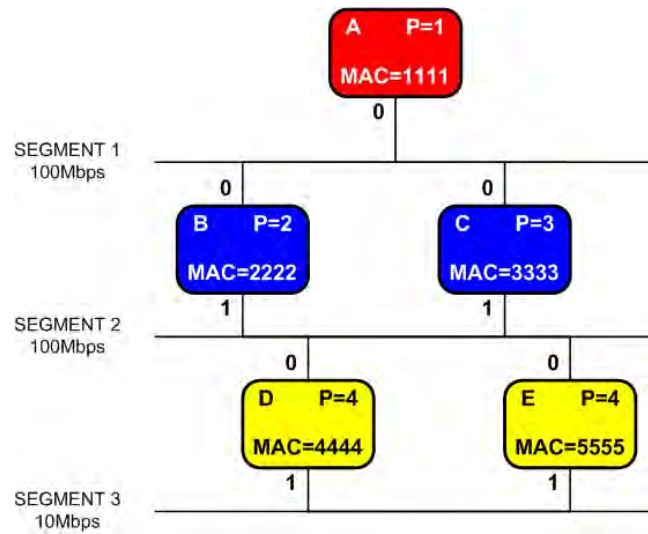 A P=1
MAC=1111
0
SEGMENT 1
100Mbps
0 0
B P=2 C P=3
MAC=2222 MAC=3333
1 1
SEGMENT 2
100Mbps
0 0
D P=4 E P=4
MAC=4444 MAC=5555
1 1
SEGMENT 3
10Mbps